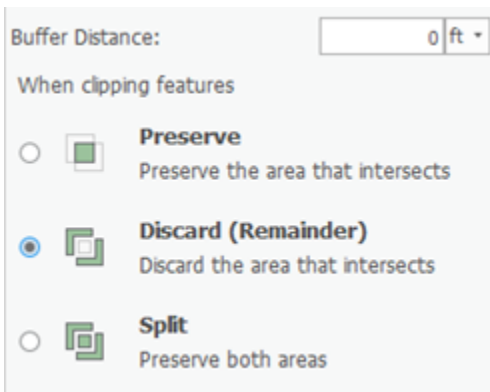 Buffer Distance: 0 ft
When clipping features
Preserve
Preserve the area that intersects
Discard (Remainder)
Discard the area that intersects
Split
Preserve both areas